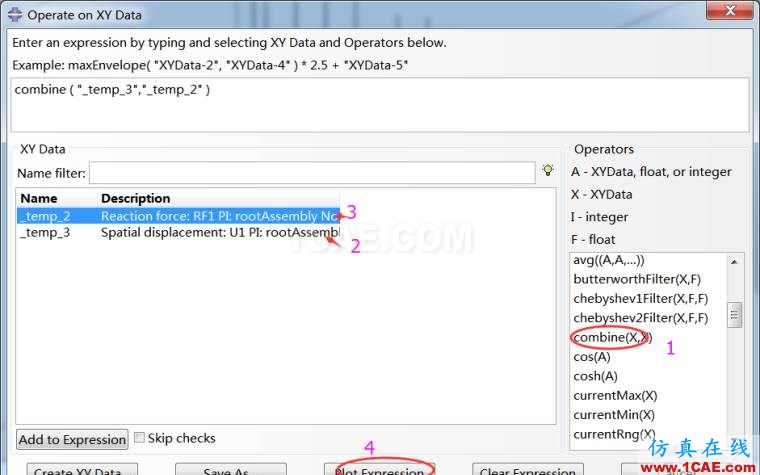 Operate on XY Data
Enter an expression by typing and selecting XY Data and Operators below.
Example: maxEnvelope( "XYData-2", "XYData-4" ) * 2.5 + "XYData-5"
combine ( "_temp_3","_temp_2" )
XY Data
Name filter:
Name Description
_temp_2 Reaction force: RF1 PI: rootAssembly No
3
_temp_3 Spatial displacement: U1 PI: rootAssembl
2
1CAE.COM
Add to Expression
Skip checks
4
Operators
A - XYData, float, or integer
X - XYData
I - integer
F - float
avg((A,A,...))
butterworthFilter(X,F)
chebyshev1Filter(X,F,F)
chebyshev2Filter(X,F,F)
combine(X,X)
1
cos(A)
cosh(A)
currentMax(X)
currentMin(X)
currentRng(X)
Create XY Data...
Save As...
Plot Expression
Clear Expression
Cancel
仿真在线
www.1CAE.com